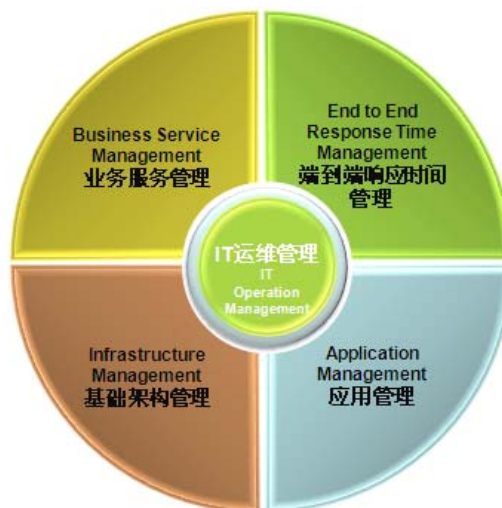 Business Service
Management
业务服务管理
End to End
Response Time
Management
端到端响应时间
管理
IT运维管理
IT
Operation
Management
Infrastructure
Management
基础架构管理
Application
Management
应用管理